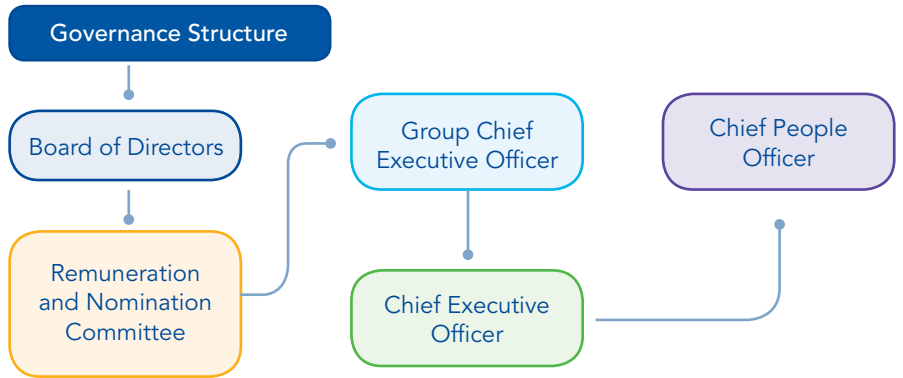 Governance Structure
Board of Directors
Remuneration
and Nomination
Committee
Group Chief
Executive Officer
Chief Executive
Officer
Chief People
Officer